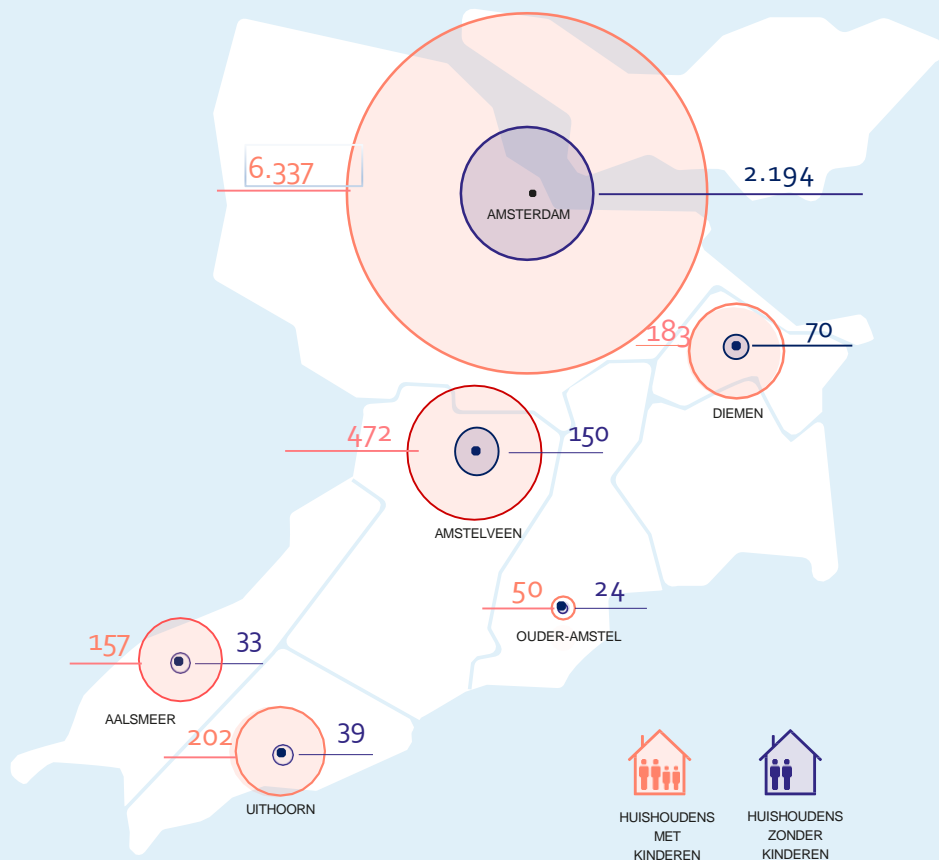 6.337
2.194
AMSTERDAM
183
70
DIEMEN
472
150
AMSTELVEEN
50
24
OUDER-AMSTEL
157
33
AALSMEER
202
39
UITHOORN
HUISHOUDENS
MET
KINDEREN
HUISHOUDENS
ZONDER
KINDEREN